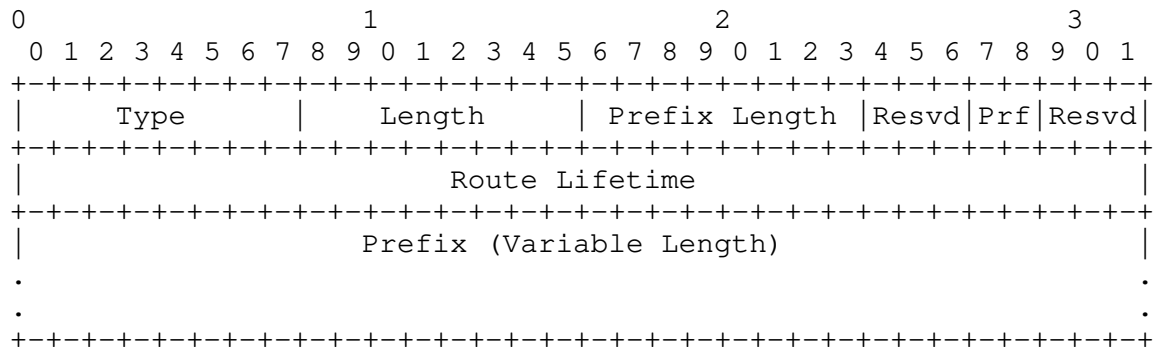 0                   1                   2                   3
 0 1 2 3 4 5 6 7 8 9 0 1 2 3 4 5 6 7 8 9 0 1 2 3 4 5 6 7 8 9 0 1
+-+-+-+-+-+-+-+-+-+-+-+-+-+-+-+-+-+-+-+-+-+-+-+-+-+-+-+-+-+-+-+-+
|     Type      |    Length     | Prefix Length |Resvd|Prf|Resvd|
+-+-+-+-+-+-+-+-+-+-+-+-+-+-+-+-+-+-+-+-+-+-+-+-+-+-+-+-+-+-+-+-+
|                        Route Lifetime                         |
+-+-+-+-+-+-+-+-+-+-+-+-+-+-+-+-+-+-+-+-+-+-+-+-+-+-+-+-+-+-+-+-+
|                   Prefix (Variable Length)                    |
.                                                               .
.                                                               .
+-+-+-+-+-+-+-+-+-+-+-+-+-+-+-+-+-+-+-+-+-+-+-+-+-+-+-+-+-+-+-+-+